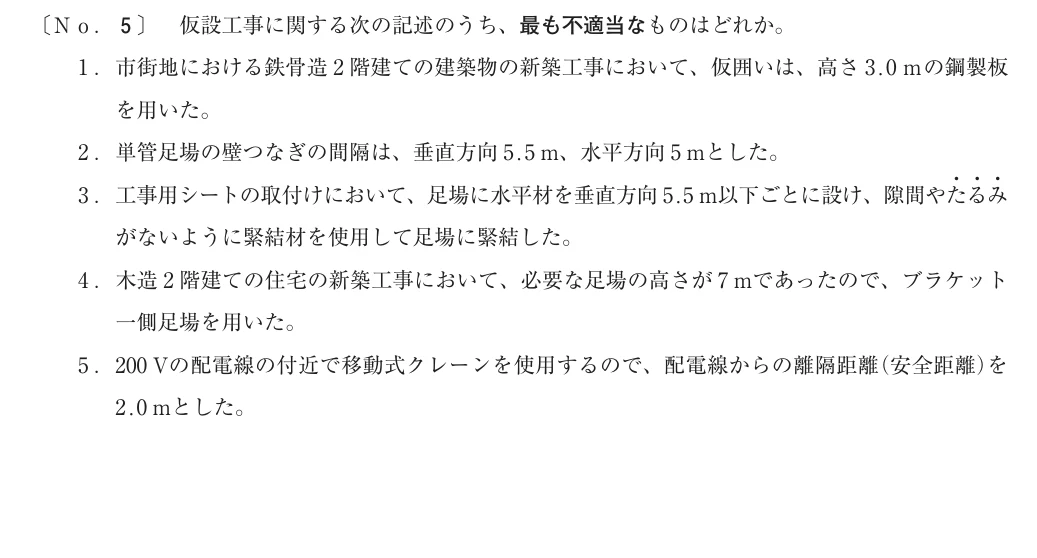 〔No. 5〕 仮設工事に関する次の記述のうち、最も不適当なものはどれか。
1. 市街地における鉄骨造2階建ての建築物の新築工事において、仮囲いは、高さ3.0mの鋼製板
を用いた。
2. 単管足場の壁つなぎの間隔は、垂直方向5.5m、水平方向5mとした。
3. 工事用シートの取付けにおいて、足場に水平材を垂直方向5.5m以下ごとに設け、隙間やたるみ
がないように緊結材を使用して足場に緊結した。
4. 木造2階建ての住宅の新築工事において、必要な足場の高さが7mであったので、ブラケット
一側足場を用いた。
5. 200Vの配電線の付近で移動式クレーンを使用するので、配電線からの離隔距離(安全距離)を
2.0mとした。